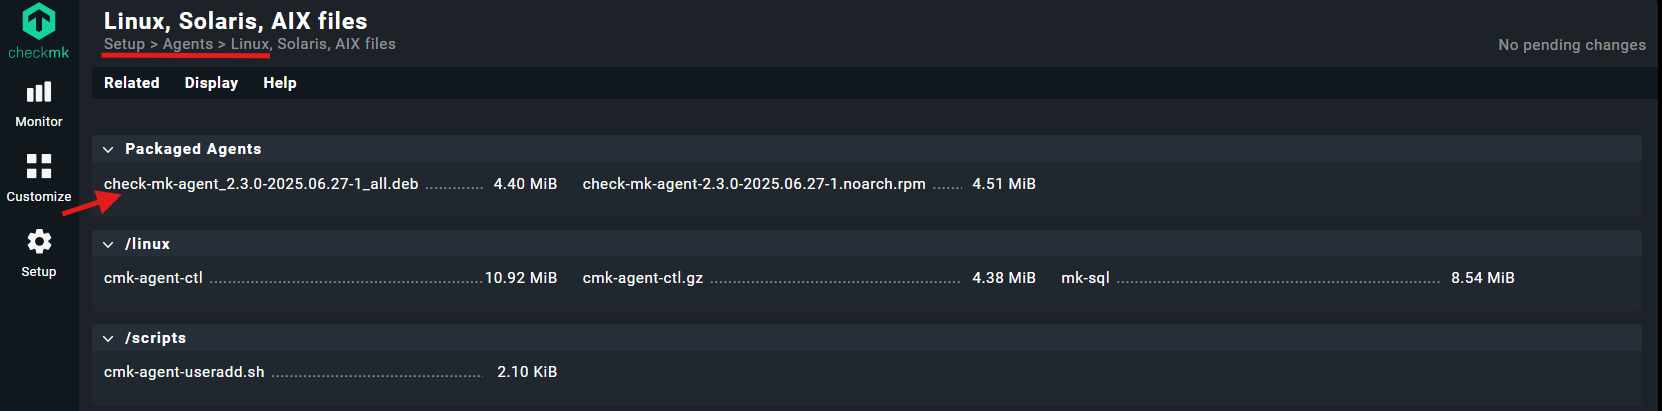 Linux, Solaris, AIX files
Setup > Agents > Linux, Solaris, AIX files
No pending changes
checkmk
Related Display Help
Monitor
Customize
Setup
Packaged Agents
check-mk-agent_2.3.0-2025.06.27-1_all.deb 4.40 MiB check-mk-agent-2.3.0-2025.06.27-1.noarch.rpm 4.51 MiB
/linux
cmk-agent-ctl 10.92 MiB cmk-agent-ctl.gz 4.38 MiB mk-sql 8.54 MiB
/scripts
cmk-agent-useradd.sh 2.10 KiB